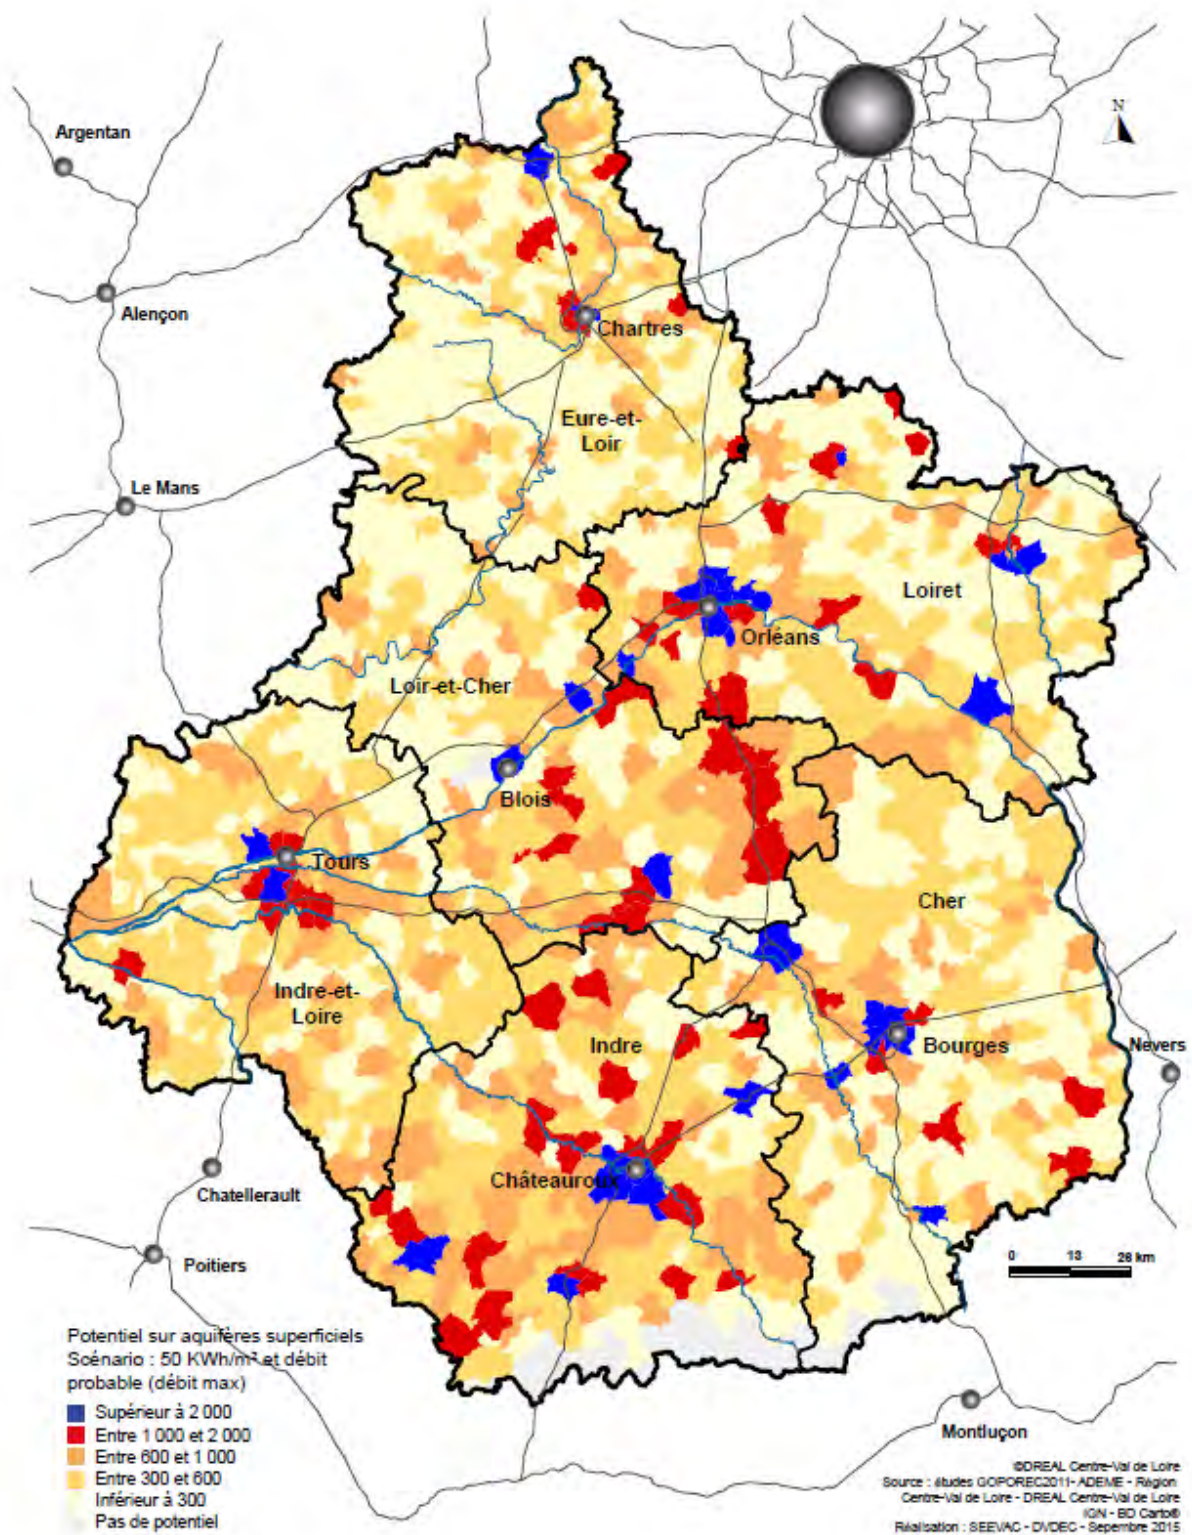 N
Argentan
Alençon
Chartres
Eure-et-
Loir
Le Mans
Loiret
Orléans
Loir-et-Cher
Blois
Tours
Cher
Indre-et-
Loire
Indre
Bourges
Nevers
Châteauroux
Chatellerault
Poitiers
0 13 26 km
Potentiel sur aquifères superficiels
Scénario : 50 KWh/m² et débit
probable (débit max)
Supérieur à 2 000
Entre 1 000 et 2 000
Entre 600 et 1 000
Entre 300 et 600
Inférieur à 300
Pas de potentiel
Montluçon
©DREAL Centre-Val de Loire
Source : études GOPOREC2011- ADEME - Région
Centre-Val de Loire - DREAL Centre-Val de Loire
IGN - BD Carto®
Réalisation : SEEVAC - DVDEC - Sepembre 2015